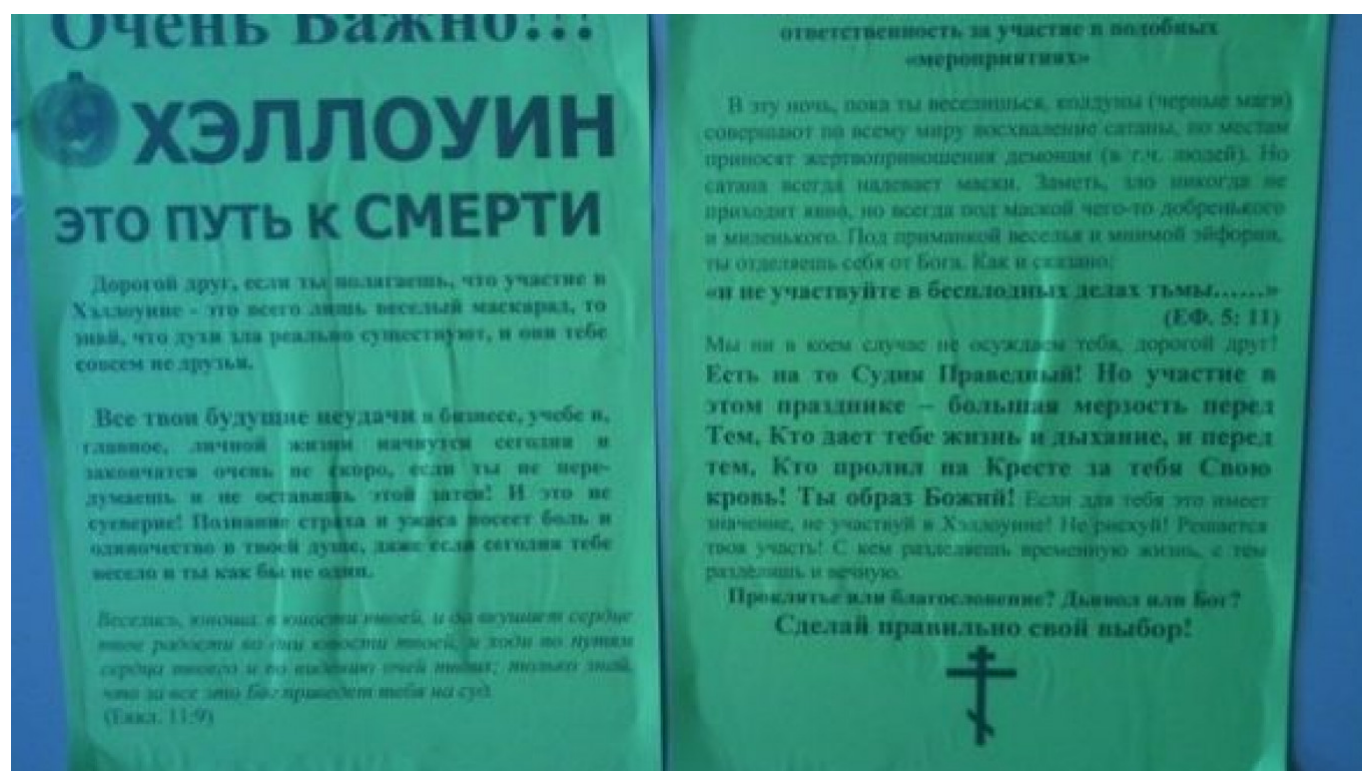 Очень Важно!!!
ХЭЛЛОУИН
ЭТО ПУТЬ К СМЕРТИ
Дорогой друг, если ты полагаешь, что участие в
Хэллоуине - это всего лишь веселый маскарад, то
знай, что духи зла реально существуют, и они тебе
совсем не друзья.
Все твои будущие неудачи в бизнесе, учебе и,
главное, личной жизни начнутся сегодня и
закончатся очень не скоро, если ты не пере-
думаешь и не оставишь этой затеи! И это не
суеверие! Познание страха и ужаса посеет боль и
одиночество в твоей душе, даже если сегодня тебе
весело и ты как бы не один.
Веселись, юноша, в юности твоей, и да вкушает сердце
твое радости во дни юности твоей, и ходи по путям
сердца твоего и по видению очей твоих; только знай,
что за все это Бог приведет тебя на суд.
(Еккл. 11:9)
ответственность за участие в подобных
«мероприятиях»
В эту ночь, пока ты веселишься, колдуны (черные маги)
совершают по всему миру восхваление сатаны, по местам
приносят жертвоприношения демонам (в т.ч. людей). Но
сатана всегда надевает маски. Заметь, зло никогда не
приходит явно, но всегда под маской чего-то добренького
и миленького. Под приманкой веселья и мнимой эйфории,
ты отделяешь себя от Бога. Как и сказано:
«и не участвуйте в бесплодных делах тьмы......»
(ЕФ. 5: 11)
Мы ни в коем случае не осуждаем тебя, дорогой друг!
Есть на то Судия Праведный! Но участие в
этом празднике – большая мерзость перед
Тем, Кто дает тебе жизнь и дыхание, и перед
тем, Кто пролил на Кресте за тебя Свою
кровь! Ты образ Божий! Если для тебя это имеет
значение, не участвуй в Хэллоуине! Не рискуй! Решается
твоя участь! С кем разделяешь временную жизнь, с тем
разделишь и вечную.
Проклятье или благословение? Дьявол или Бог?
Сделай правильно свой выбор!